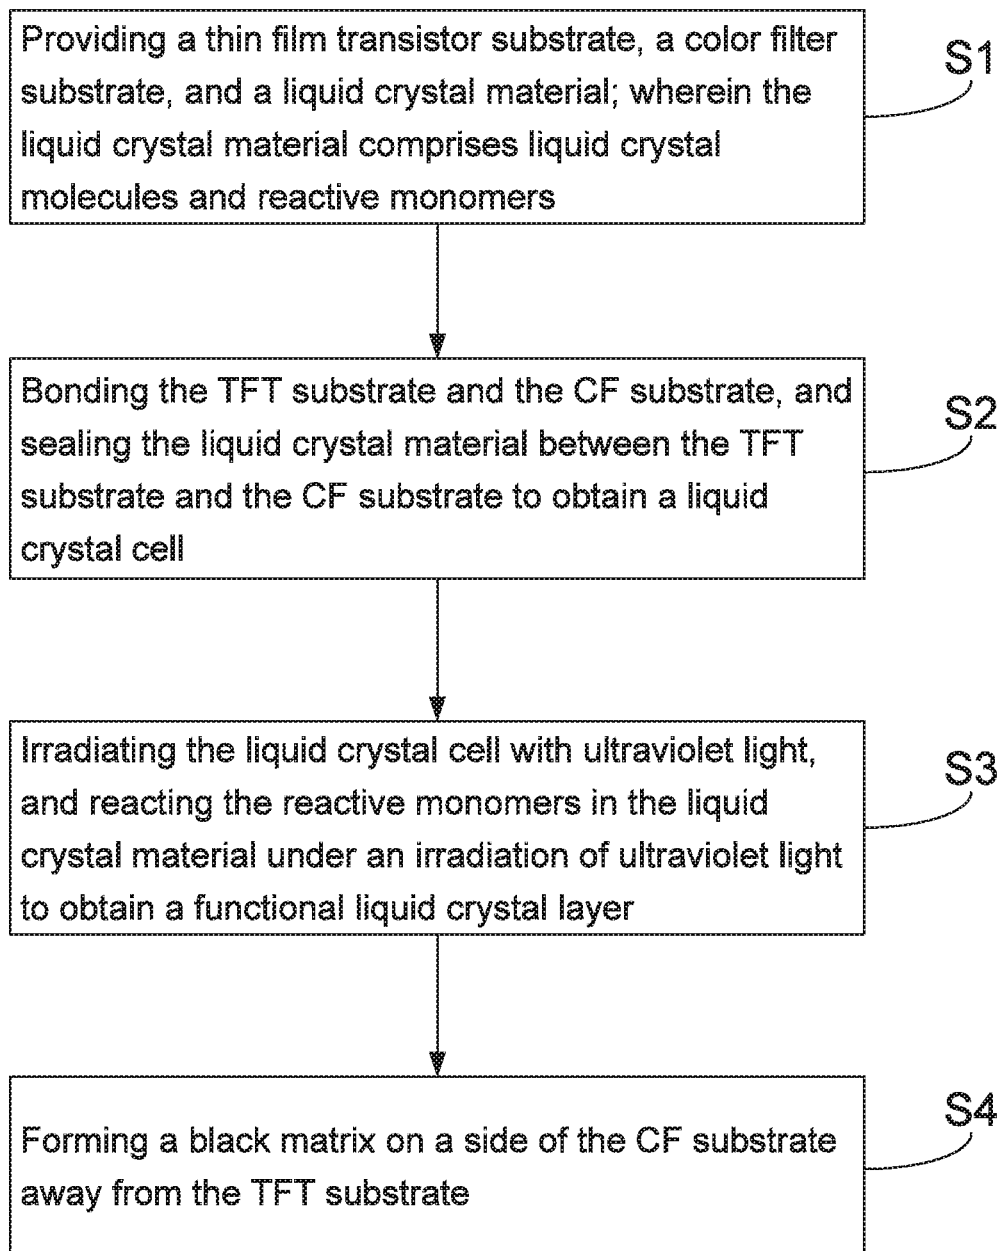 Providing a thin film transistor substrate, a color filter
substrate, and a liquid crystal material; wherein the
liquid crystal material comprises liquid crystal
molecules and reactive monomers
S1
Bonding the TFT substrate and the CF substrate, and
sealing the liquid crystal material between the TFT
substrate and the CF substrate to obtain a liquid
crystal cell
S2
Irradiating the liquid crystal cell with ultraviolet light,
and reacting the reactive monomers in the liquid
crystal material under an irradiation of ultraviolet light
to obtain a functional liquid crystal layer
S3
Forming a black matrix on a side of the CF substrate
away from the TFT substrate
S4